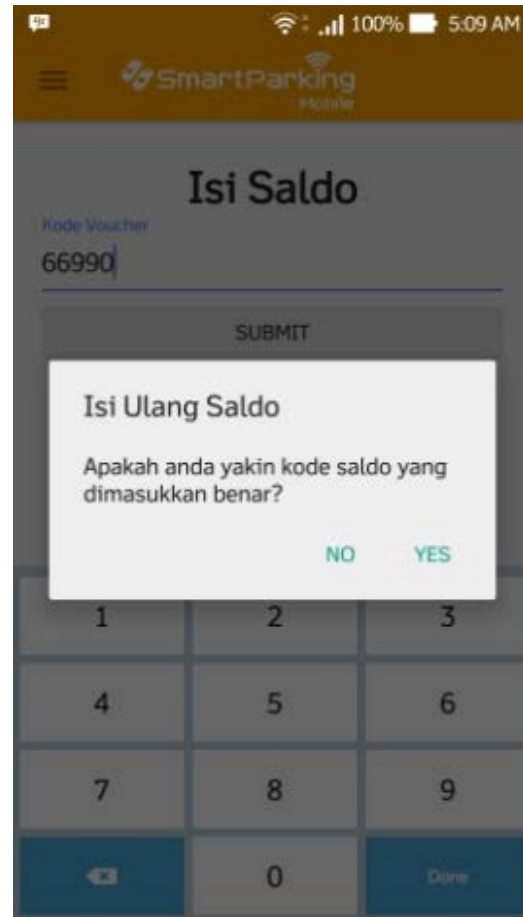 100% 5:09 AM
SmartParking
Mobile
Isi Saldo
Kode Voucher
66990
SUBMIT
Isi Ulang Saldo
Apakah anda yakin kode saldo yang
dimasukkan benar?
NO YES
1 2 3
4 5 6
7 8 9
0 Done